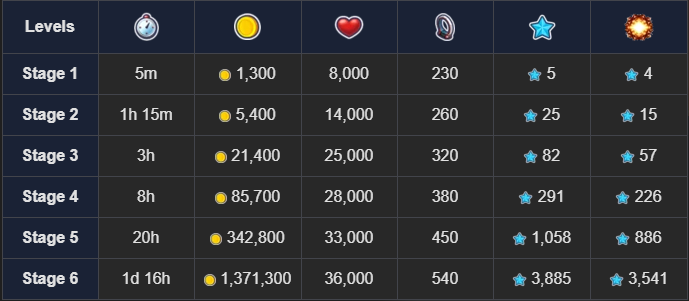 Levels
Stage 1 5m 1,300 8,000 230 5 4
Stage 2 1h 15m 5,400 14,000 260 25 15
Stage 3 3h 21,400 25,000 320 82 57
Stage 4 8h 85,700 28,000 380 291 226
Stage 5 20h 342,800 33,000 450 1,058 886
Stage 6 1d 16h 1,371,300 36,000 540 3,885 3,541